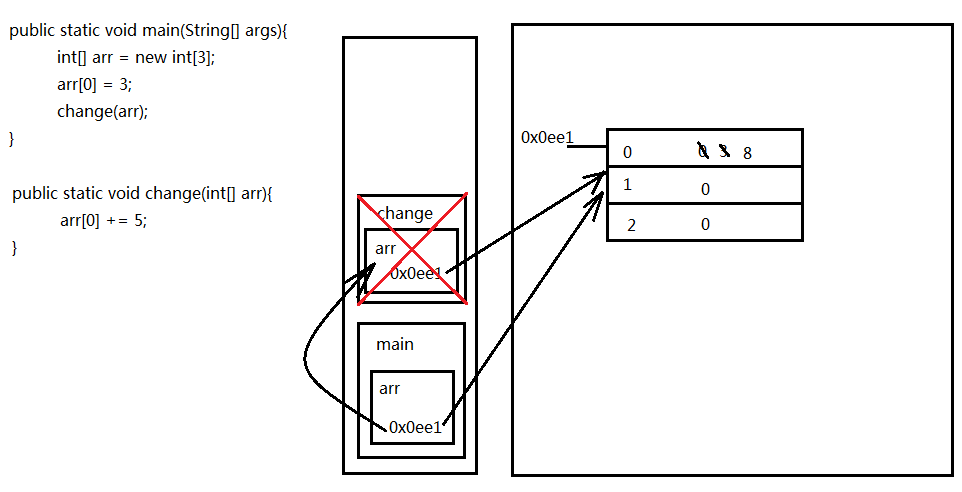 public static void main(String[] args){
int[] arr = new int[3];
arr[0] = 3;
change(arr);
}
public static void change(int[] arr){
arr[0] += 5;
}
change
arr
0x0ee1
main
arr
0x0ee1
0x0ee1
0 0 3 8
1 0
2 0